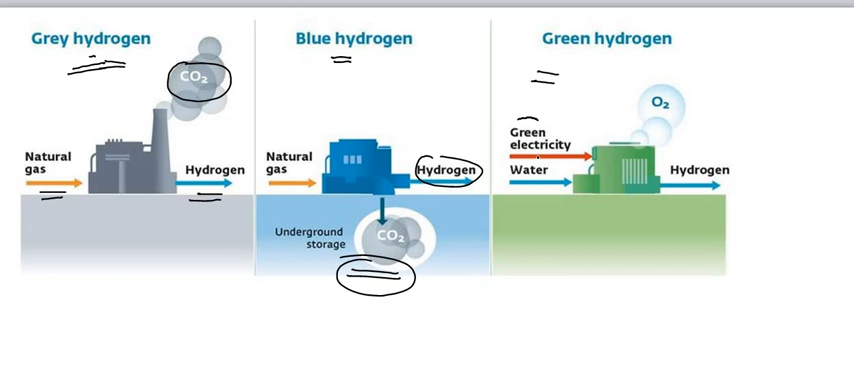 Grey hydrogen
CO₂
Natural
gas
Hydrogen
Blue hydrogen
Natural
gas
Hydrogen
Underground
storage
CO₂
Green hydrogen
O₂
Green
electricity
Water
Hydrogen